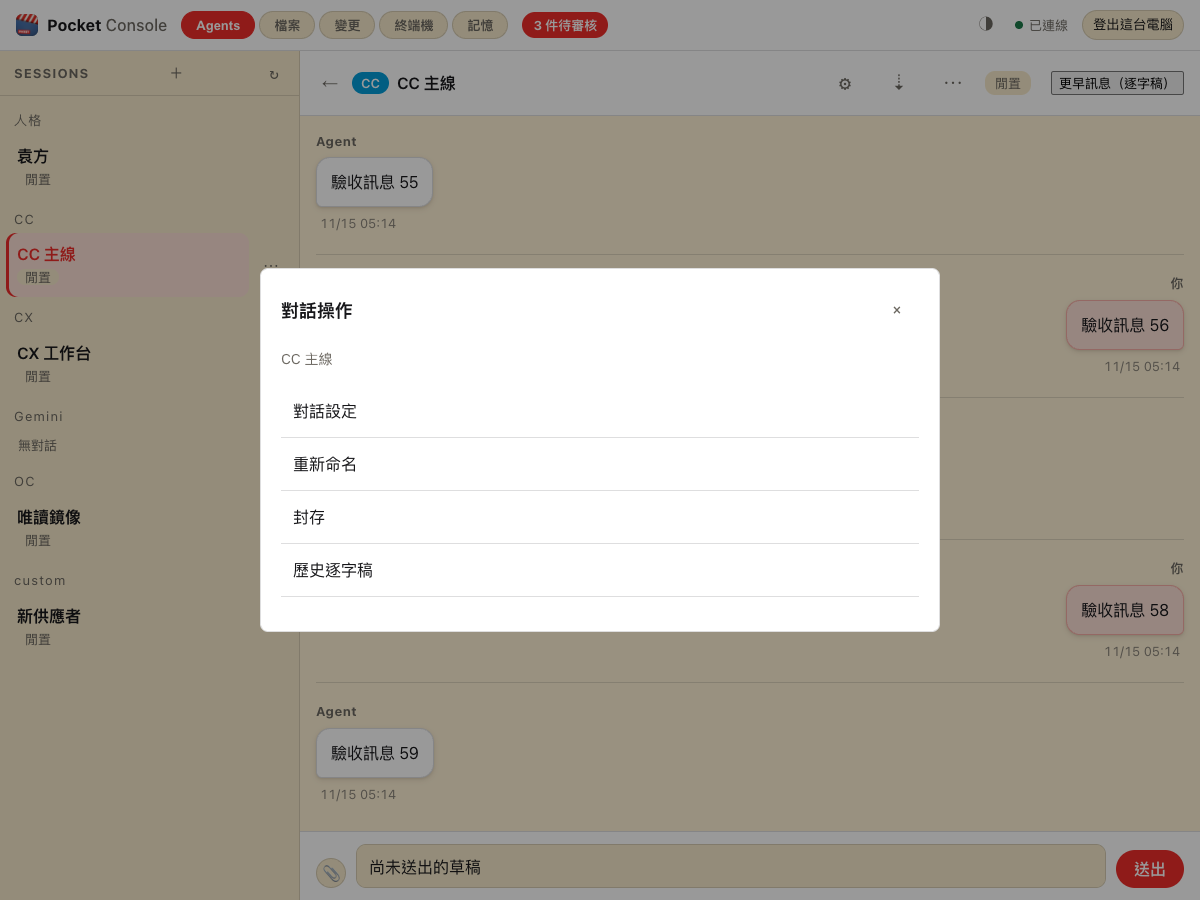 Pocket Console
Agents
檔案
變更
終端機
記憶
3 件待審核
已連線
登出這台電腦
SESSIONS
人格
袁方
閒置
CC
CC 主線
閒置
CX
CX 工作台
閒置
Gemini
無對話
OC
唯讀鏡像
閒置
custom
新供應者
閒置
CC
CC 主線
閒置
更早訊息（逐字稿）
Agent
驗收訊息 55
11/15 05:14
你
驗收訊息 56
11/15 05:14
對話操作
×
CC 主線
對話設定
重新命名
封存
歷史逐字稿
你
驗收訊息 58
11/15 05:14
Agent
驗收訊息 59
11/15 05:14
尚未送出的草稿
送出